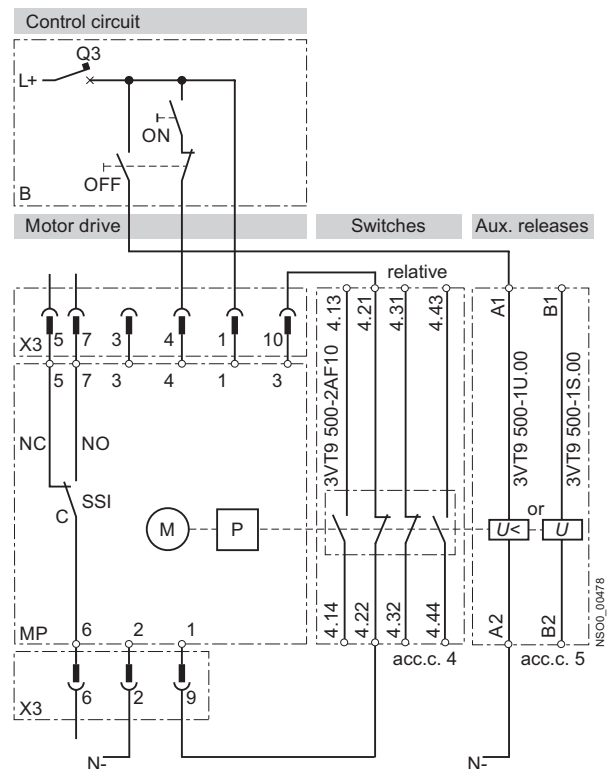 Control circuit
Q3
L+
ON
OFF
B
Motor drive
Switches
Aux. releases
relative
4.13
4.21
4.31
4.43
A1
B1
X3
5 7 3 4 1 10
5 7 3 4 1 3
3VT9 500-2AF10
3VT9 500-1U.00
3VT9 500-1S.00
NC
NO
SSI
C
M
P
or
U<
U
MP
6 2 1
4.14
4.22
4.32
4.44
A2
B2
acc.c. 4
acc.c. 5
X3
6 2 9
N-
N-
NSO0_00478